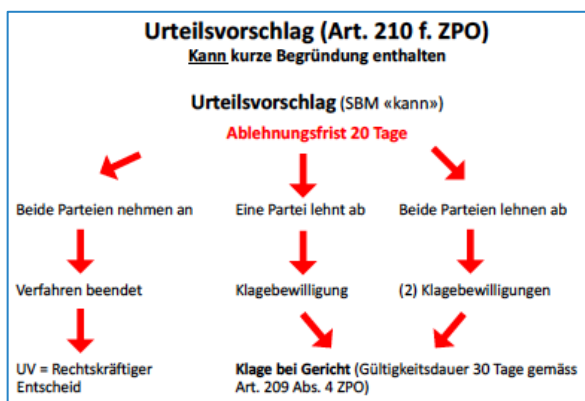 Urteilsvorschlag (Art. 210 f. ZPO)
Kann kurze Begründung enthalten
Urteilsvorschlag (SBM «kann»)
Ablehnungsfrist 20 Tage
Beide Parteien nehmen an
Eine Partei lehnt ab
Beide Parteien lehnen ab
Verfahren beendet
Klagebewilligung
(2) Klagebewilligungen
UV = Rechtskräftiger
Entscheid
Klage bei Gericht (Gültigkeitsdauer 30 Tage gemäss
Art. 209 Abs. 4 ZPO)